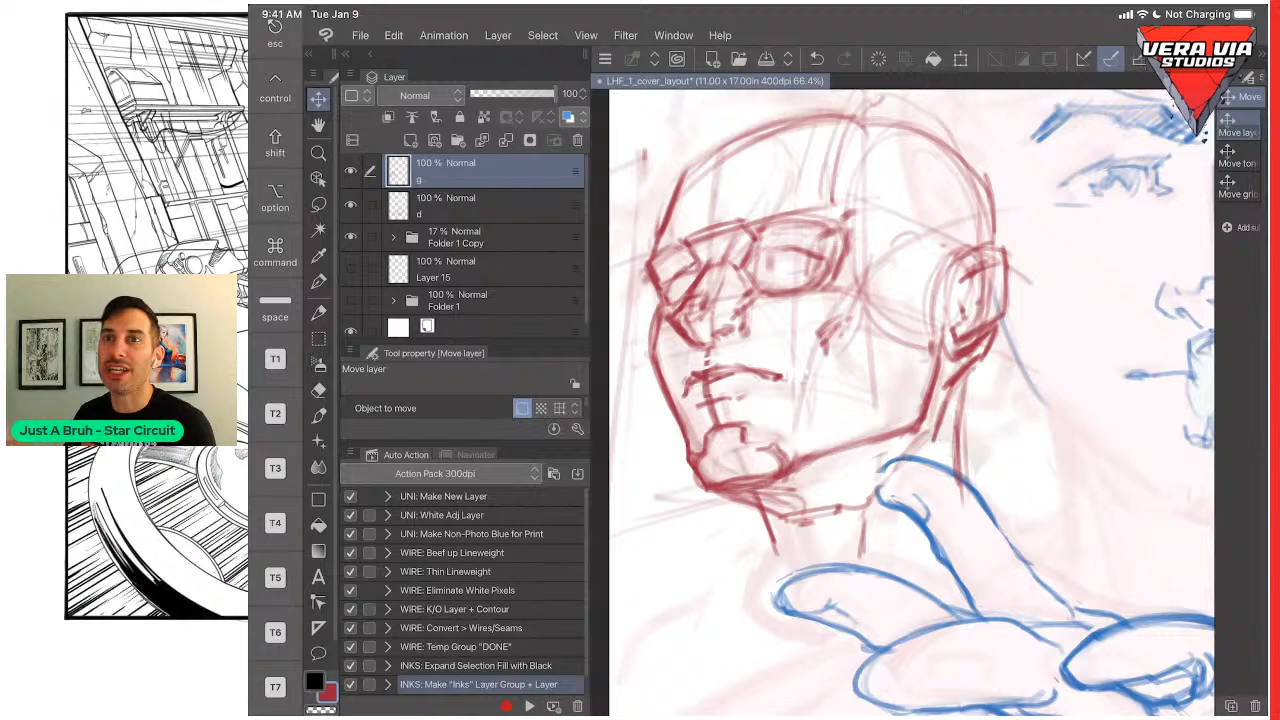 9:41 AM Tue Jan 9
Not Charging
File Edit Animation Layer Select View Filter Window Help
VERA VIA
STUDIOS
esc
control
shift
option
command
space
T1
T2
T3
T4
T5
T6
T7
Layer
Normal
100
100 % Normal
g
100 % Normal
d
17 % Normal
Folder 1 Copy
100 % Normal
Layer 15
100 % Normal
Folder 1
Tool property [Move layer]
Move layer
Object to move
Auto Action
Navigator
Action Pack 300dpi
UNI: Make New Layer
UNI: White Adj Layer
UNI: Make Non-Photo Blue for Print
WIRE: Beef up Lineweight
WIRE: Thin Lineweight
WIRE: Eliminate White Pixels
WIRE: K/O Layer + Contour
WIRE: Convert > Wires/Seams
WIRE: Temp Group "DONE"
INKS: Expand Selection Fill with Black
INKS: Make "Inks" Layer Group + Layer
LHF_1_cover_layout* (11.00 x 17.00in 400dpi 66.4%)
Move
Move laye
Move ton
Move grid
Add su
Just A Bruh - Star Circuit